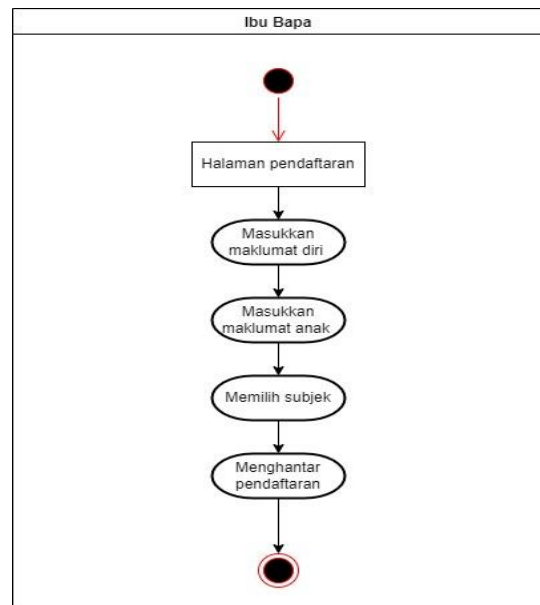 Ibu Bapa
Halaman pendaftaran
Masukkan
maklumat diri
Masukkan
maklumat anak
Memilih subjek
Menghantar
pendaftaran